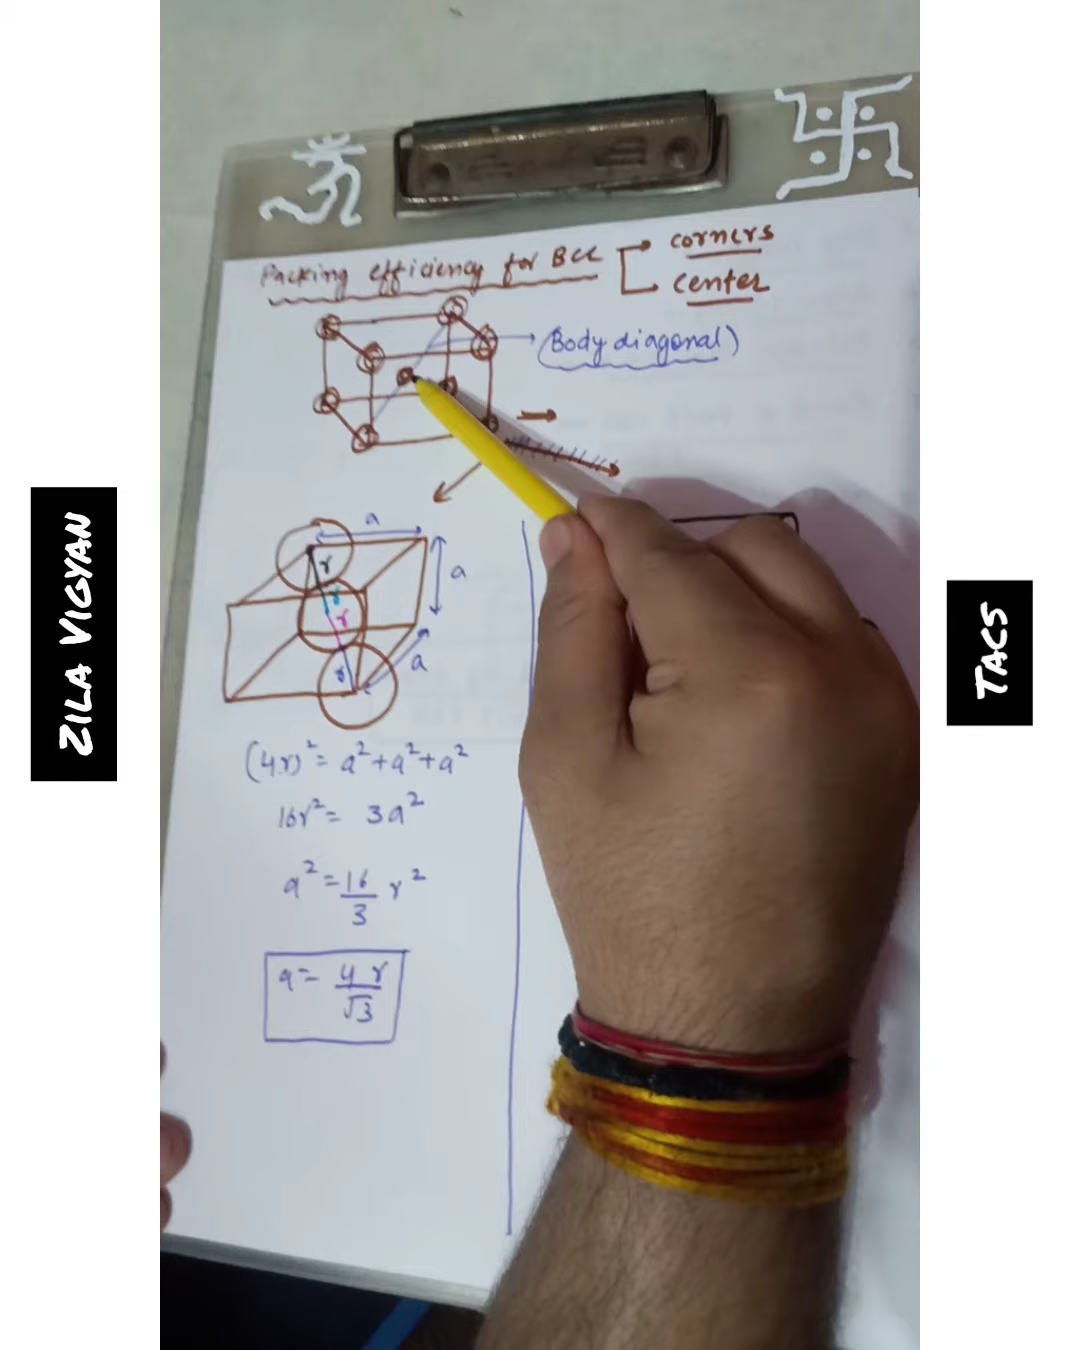 ॐ
Packing efficiency for BCC
corners
center
(Body diagonal)
a
a
a
r
r
r
r
(4r)² = a²+a²+a²
16r² = 3a²
a² = 16/3 r²
a = 4r/√3
ZILA VIGYAN
TACS